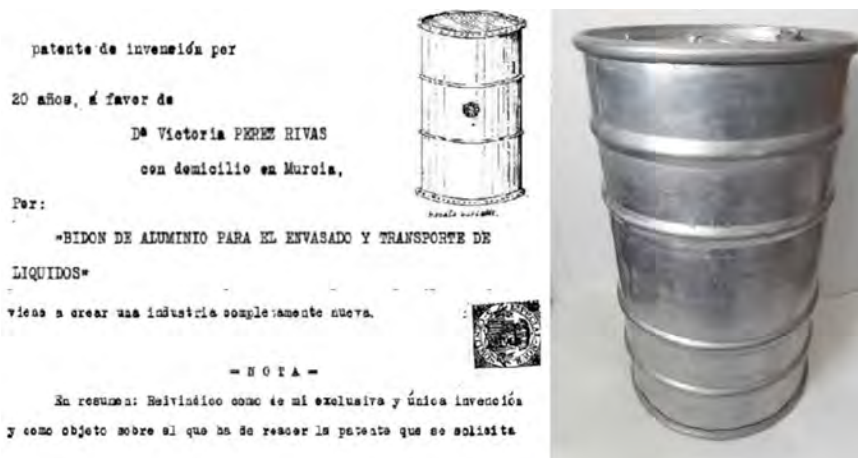 patente de invensión por
20 años, á favor de
Dª Victoria PEREZ RIVAS
con domicilio en Murcia,
Por:
"BIDON DE ALUMINIO PARA EL ENVASADO Y TRANSPORTE DE
LIQUIDOS"
viene a crear una industria completamente nueva.
= N O T A =
En resumen: Reivindico como de mi exclusiva y única invención
y como objeto sobre el que ha de recaer la patente que se solicita